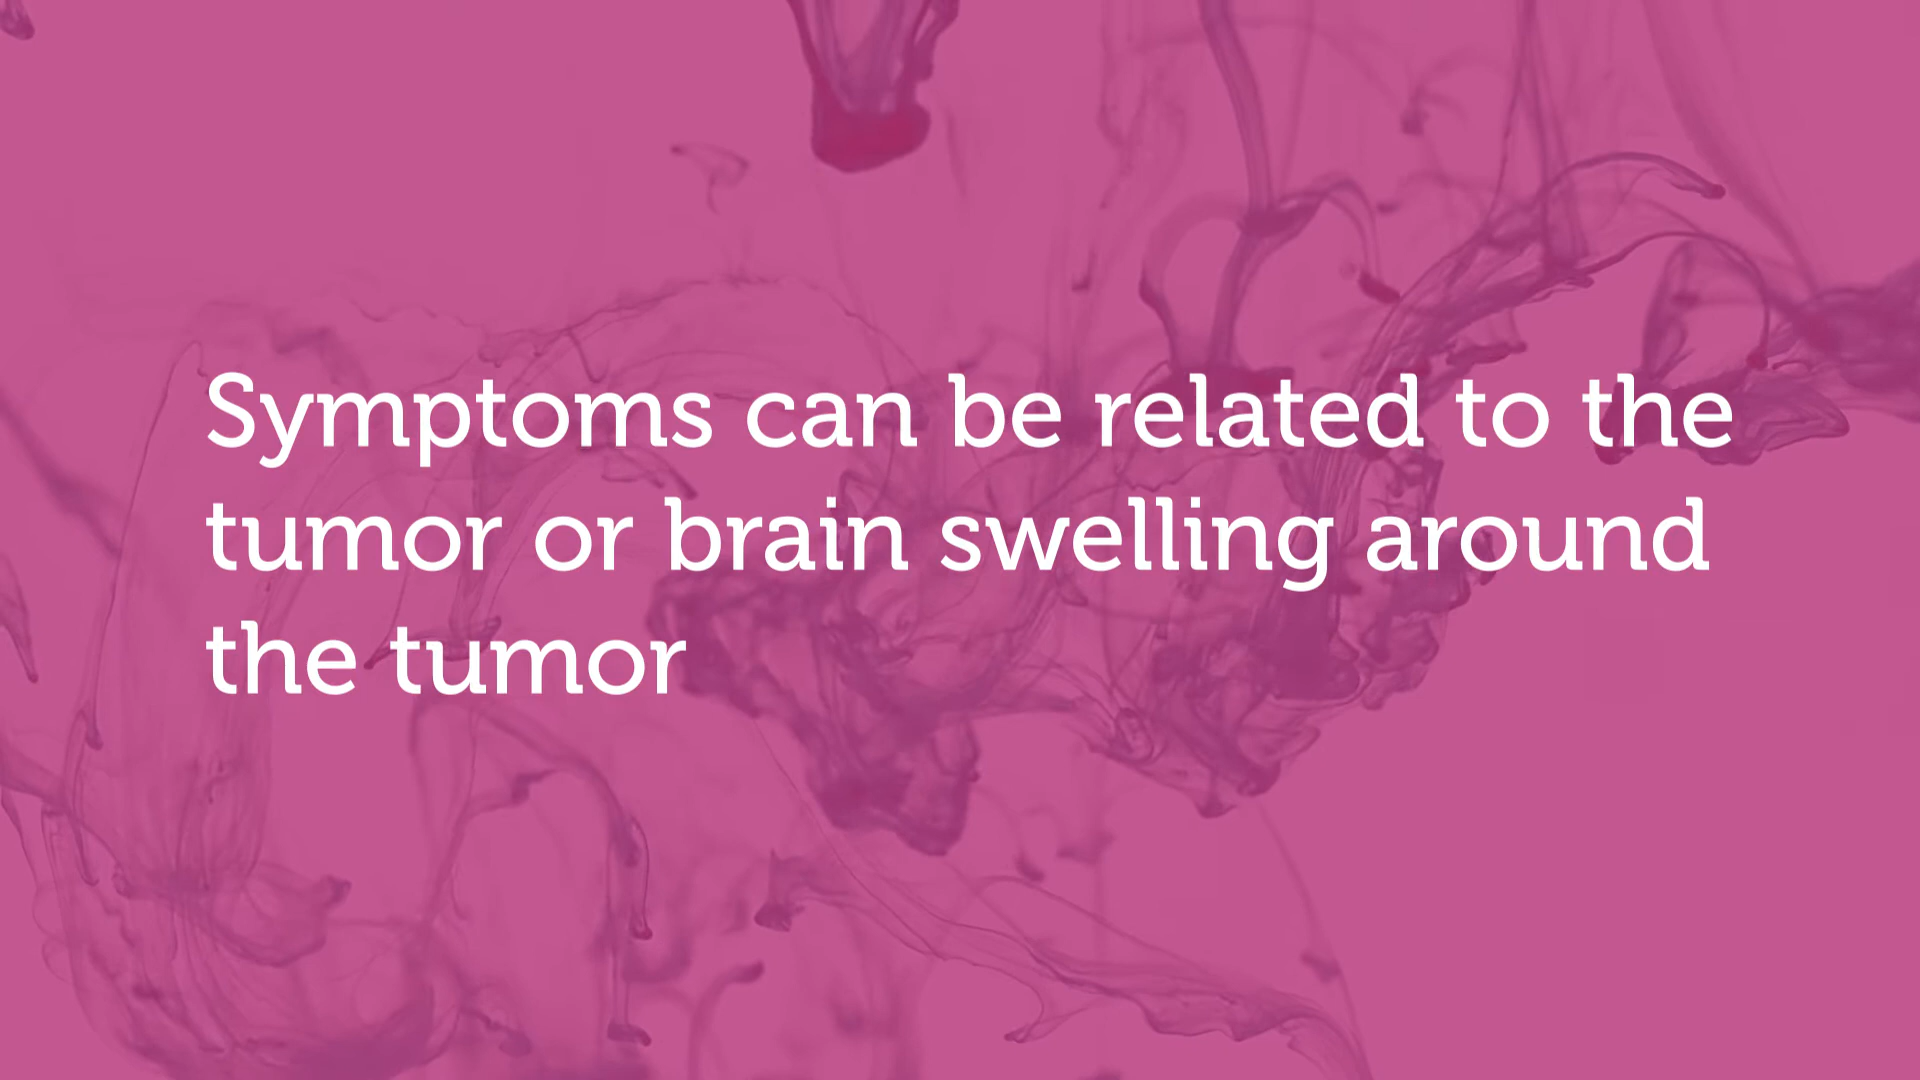 Symptoms can be related to the
tumor or brain swelling around
the tumor